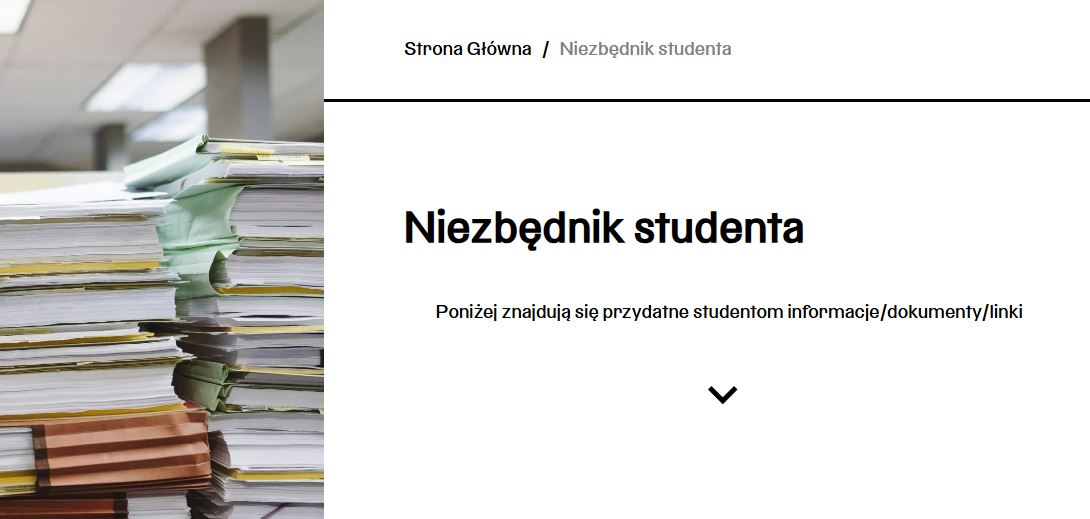 Strona Główna / Niezbędnik studenta
Niezbędnik studenta
Poniżej znajdują się przydatne studentom informacje/dokumenty/linki